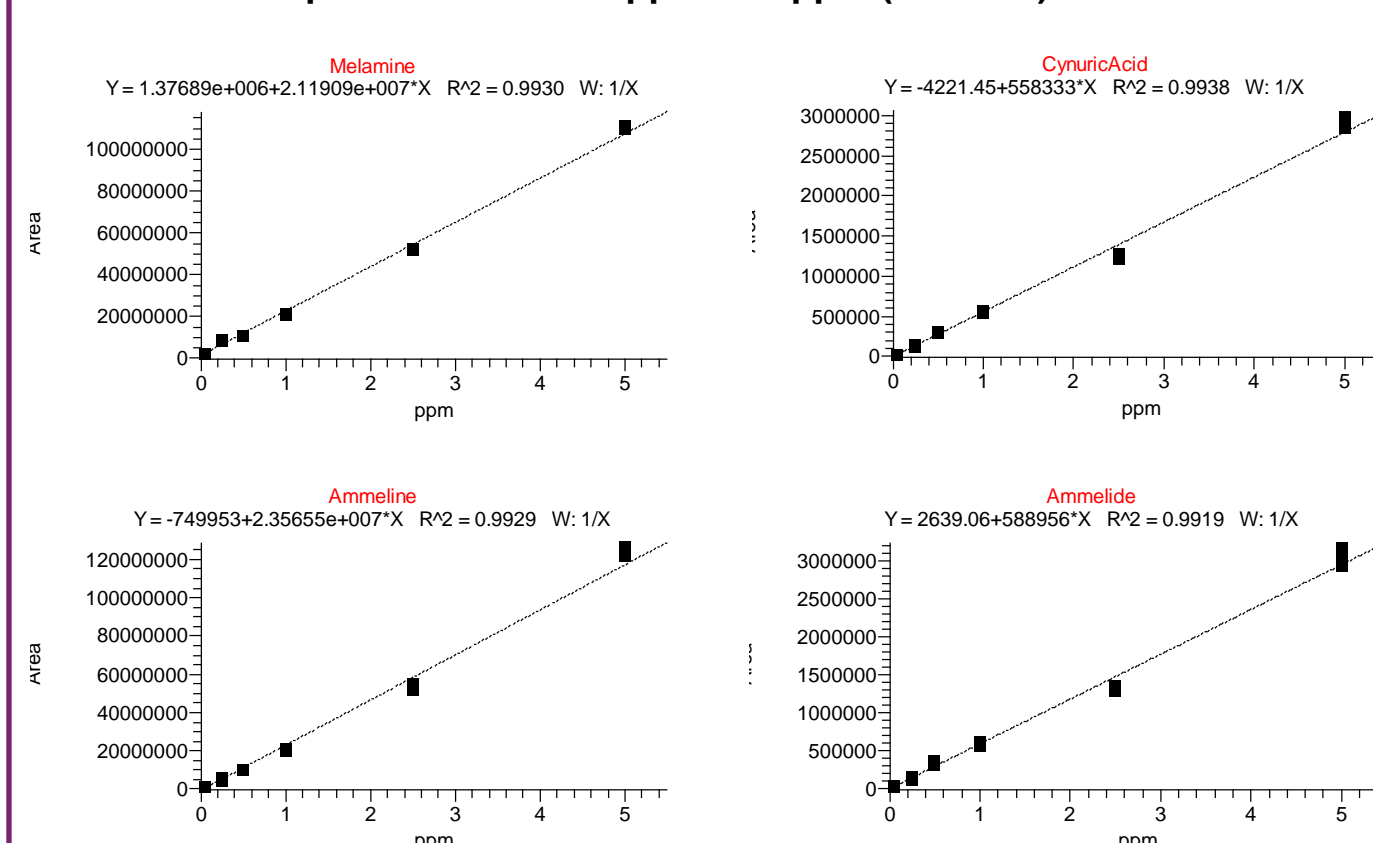 Melamine
Y = 1.37689e+006+2.11909e+007*X R^2 = 0.9930 W: 1/X
100000000
80000000
60000000
40000000
20000000
0
Area
0 1 2 3 4 5
ppm
CynuricAcid
Y = -4221.45+558333*X R^2 = 0.9938 W: 1/X
3000000
2500000
2000000
1500000
1000000
500000
0
0 1 2 3 4 5
ppm
Ammeline
Y = -749953+2.35655e+007*X R^2 = 0.9929 W: 1/X
120000000
100000000
80000000
60000000
40000000
20000000
0
Area
0 1 2 3 4 5
ppm
Ammelide
Y = 2639.06+588956*X R^2 = 0.9919 W: 1/X
3000000
2500000
2000000
1500000
1000000
500000
0
0 1 2 3 4 5
ppm